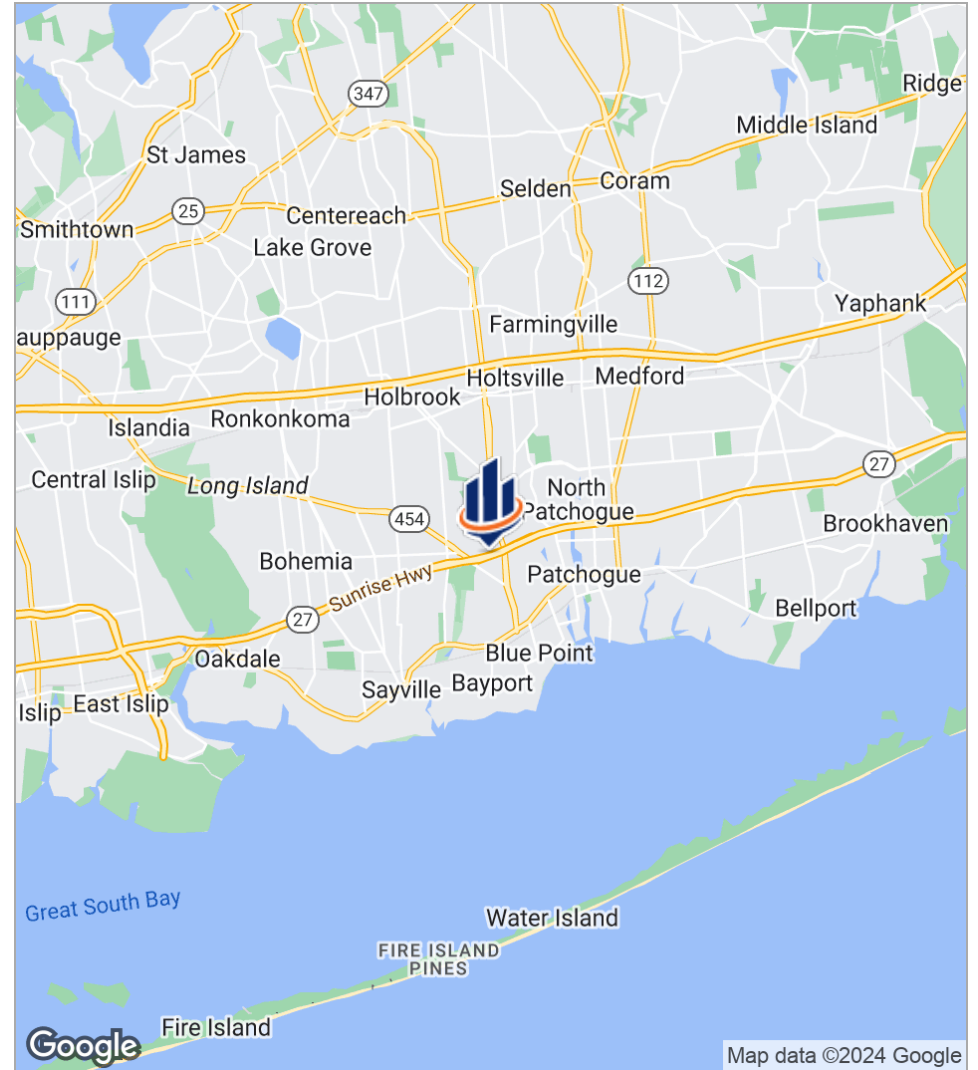 Ridge
347
Middle Island
St James
Coram
Selden
25
Centereach
Smithtown
Lake Grove
112
111
Yaphank
Farmingville
auppauge
Holtsville
Medford
Holbrook
Ronkonkoma
Islandia
27
Central Islip
Long Island
North
Patchogue
454
Brookhaven
Bohemia
Sunrise Hwy
Patchogue
Bellport
27
Blue Point
Oakdale
Bayport
Sayville
East Islip
Islip
Great South Bay
Water Island
FIRE ISLAND
PINES
Fire Island
Google
Map data ©2024 Google